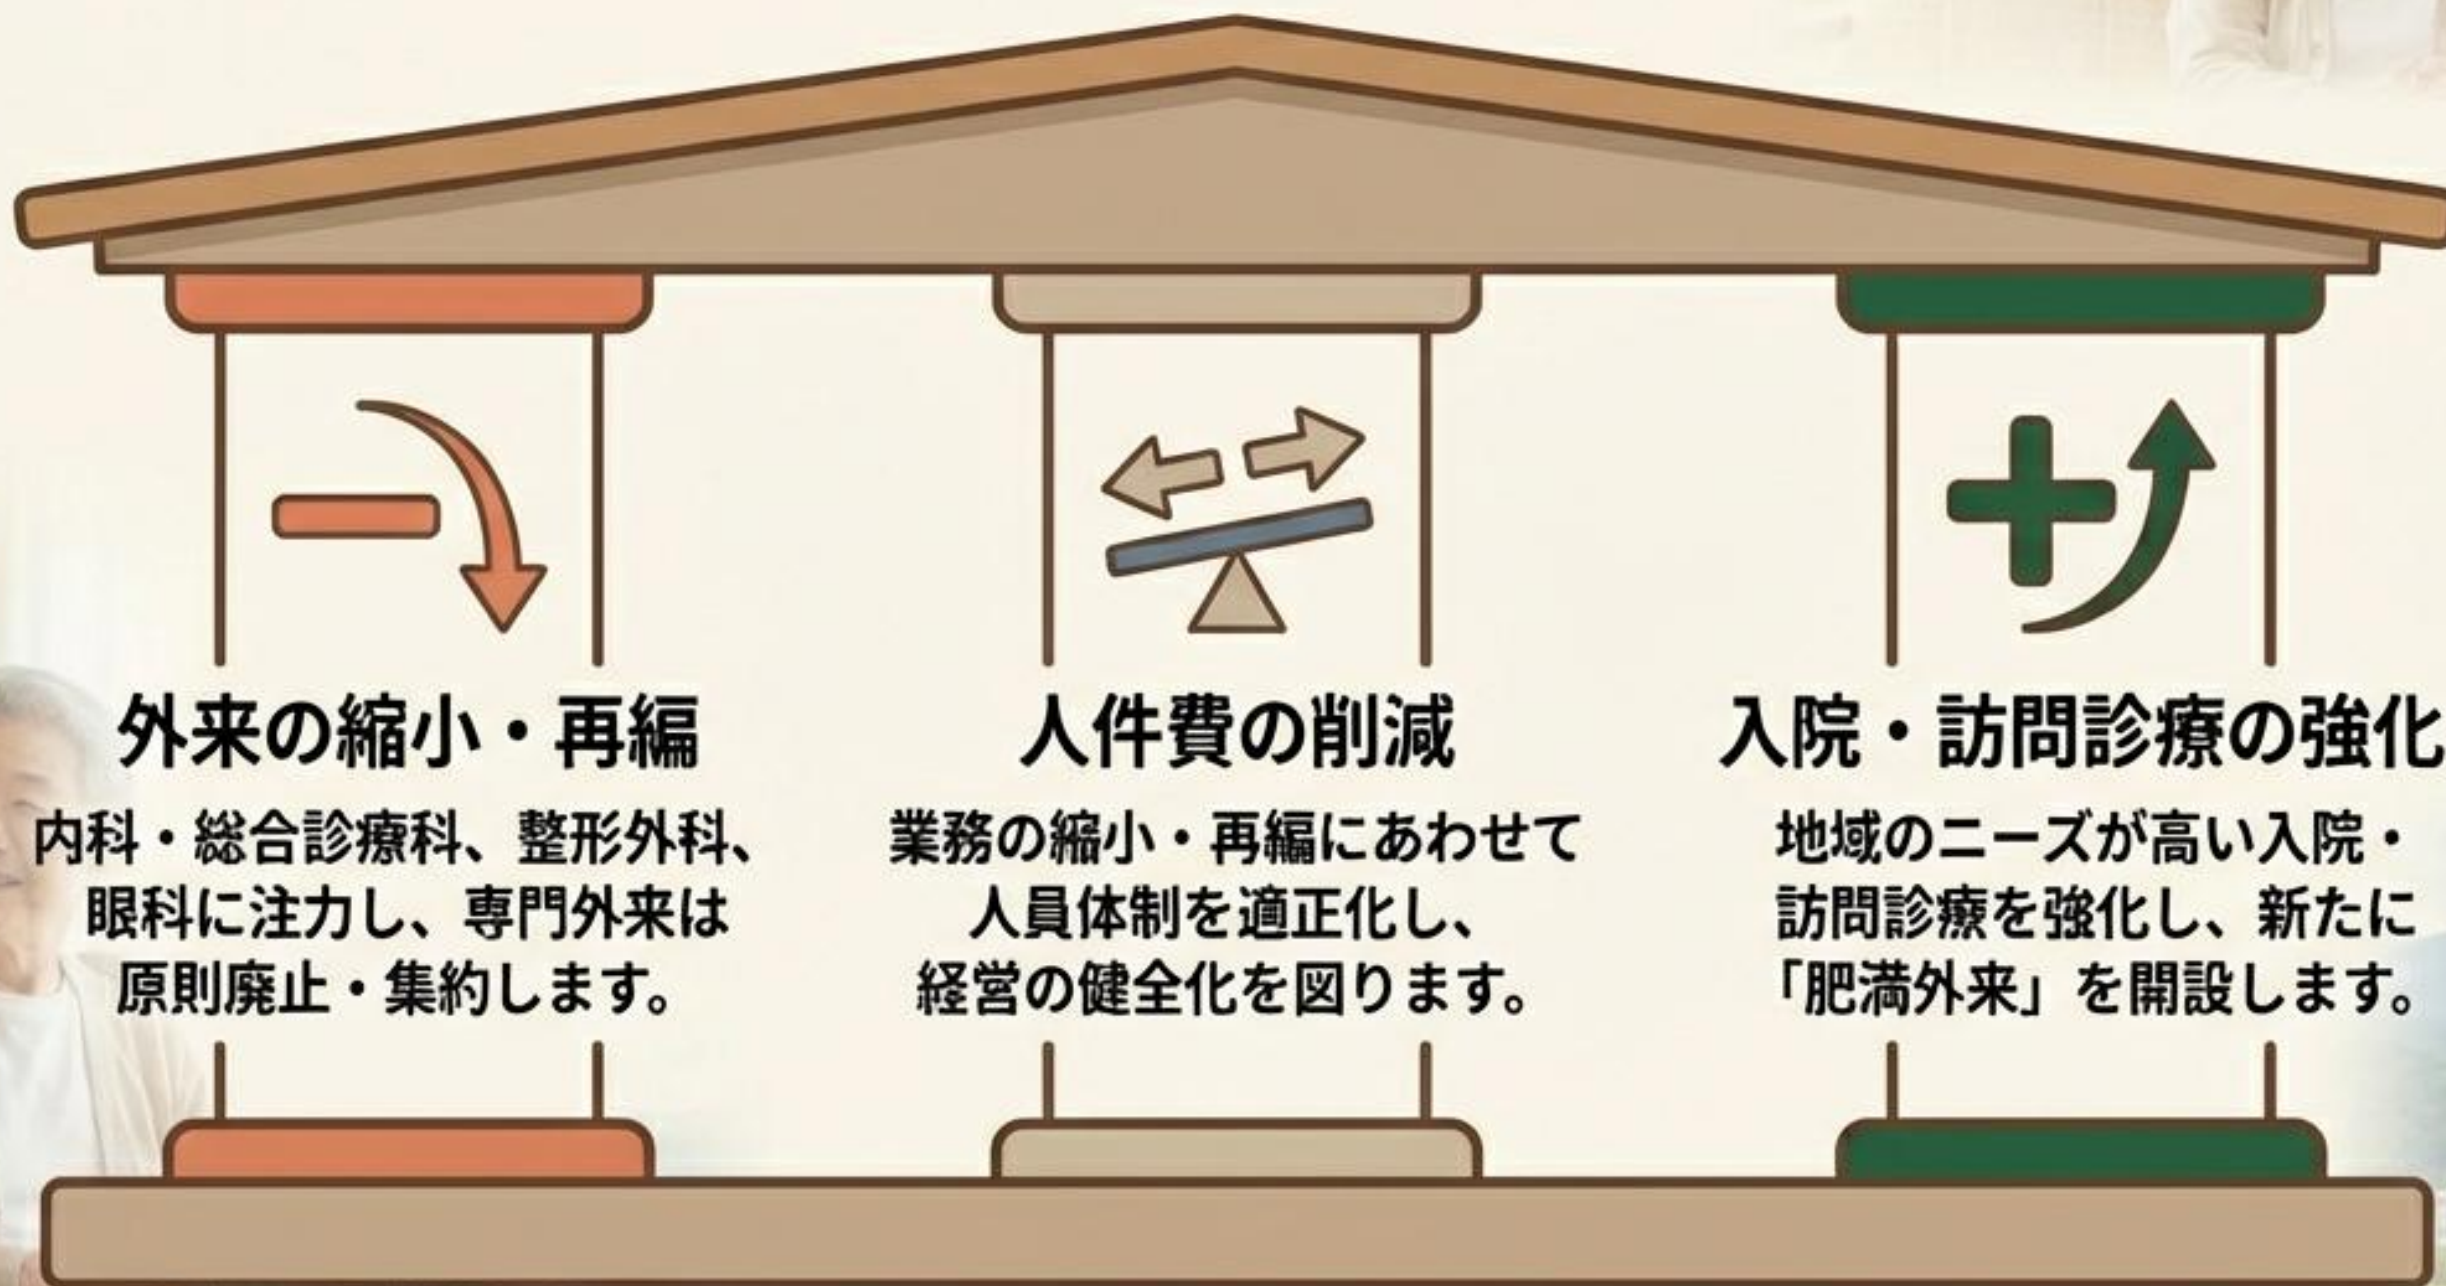 外来の縮小・再編
内科・総合診療科、整形外科、
眼科に注力し、専門外来は
原則廃止・集約します。
人件費の削減
業務の縮小・再編にあわせて
人員体制を適正化し、
経営の健全化を図ります。
入院・訪問診療の強化
地域のニーズが高い入院・
訪問診療を強化し、新たに
「肥満外来」を開設します。